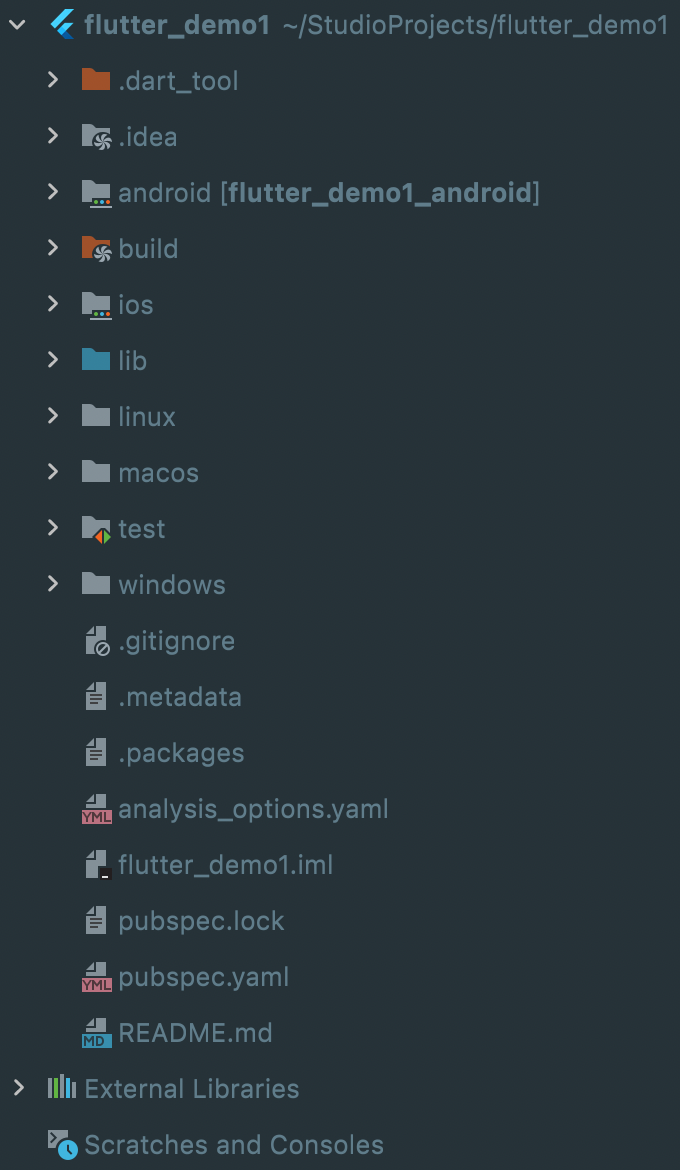 flutter_demo1 ~/StudioProjects/flutter_demo1
.dart_tool
.idea
android [flutter_demo1_android]
build
ios
lib
linux
macos
test
windows
.gitignore
.metadata
.packages
YML analysis_options.yaml
flutter_demo1.iml
pubspec.lock
YML pubspec.yaml
MD README.md
External Libraries
Scratches and Consoles